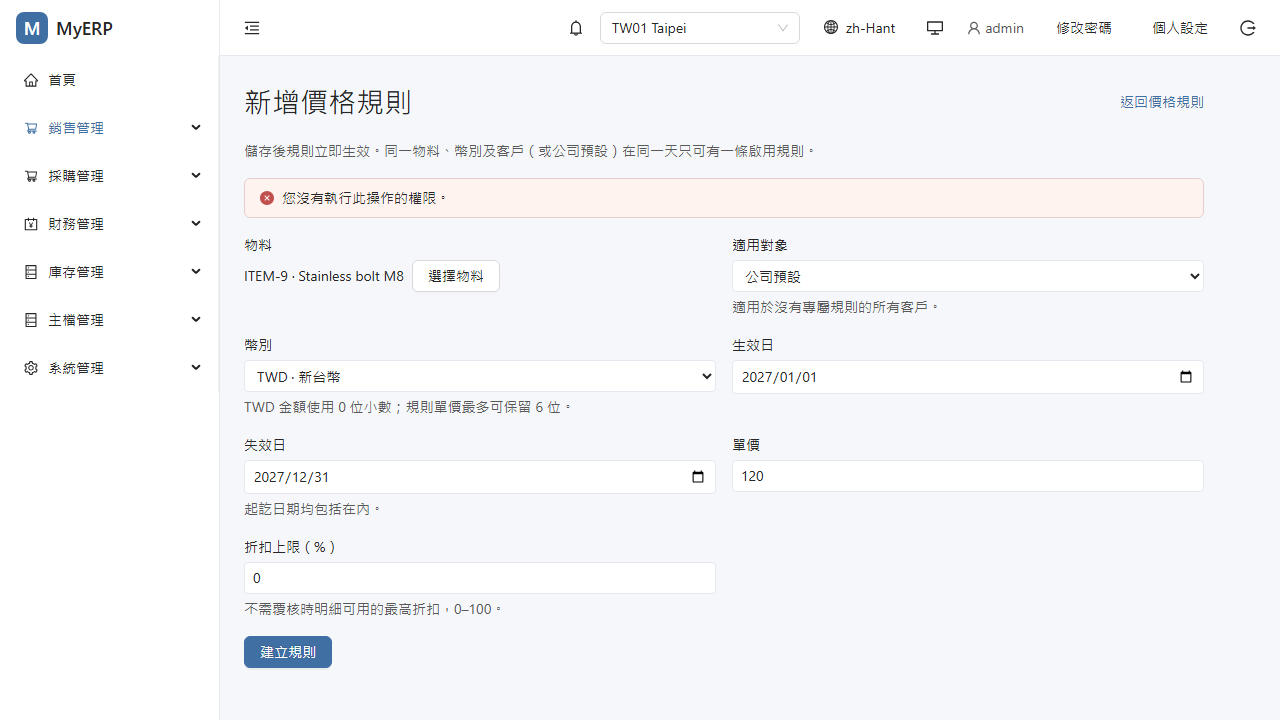 M MyERP
TW01 Taipei
zh-Hant
admin
修改密碼
個人設定
首頁
銷售管理
採購管理
財務管理
庫存管理
主檔管理
系統管理
新增價格規則
返回價格規則
儲存後規則立即生效。同一物料、幣別及客戶（或公司預設）在同一天只可有一條啟用規則。
您沒有執行此操作的權限。
物料
ITEM-9 · Stainless bolt M8 選擇物料
適用對象
公司預設
適用於沒有專屬規則的所有客戶。
幣別
TWD · 新台幣
TWD 金額使用 0 位小數；規則單價最多可保留 6 位。
生效日
2027/01/01
失效日
2027/12/31
起訖日期均包括在內。
單價
120
折扣上限（%）
0
不需覆核時明細可用的最高折扣，0–100。
建立規則